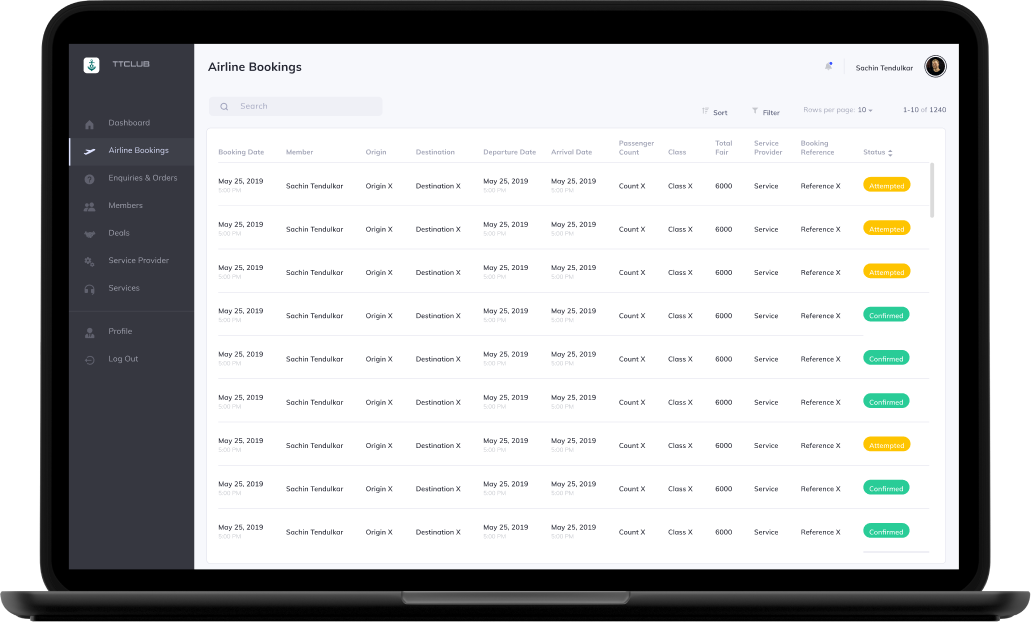 TTCLUB
Airline Bookings
Sachin Tendulkar
Search
Sort
Filter
Rows per page: 10
1-10 of 1240
Dashboard
Airline Bookings
Enquiries & Orders
Members
Deals
Service Provider
Services
Profile
Log Out
Booking Date Member Origin Destination Departure Date Arrival Date Passenger Count Class Total Fair Service Provider Booking Reference Status
May 25, 2019 Sachin Tendulkar Origin X Destination X May 25, 2019 May 25, 2019 Count X Class X 6000 Service Reference X Attempted
5:00 PM 5:00 PM 5:00 PM
May 25, 2019 Sachin Tendulkar Origin X Destination X May 25, 2019 May 25, 2019 Count X Class X 6000 Service Reference X Attempted
5:00 PM 5:00 PM 5:00 PM
May 25, 2019 Sachin Tendulkar Origin X Destination X May 25, 2019 May 25, 2019 Count X Class X 6000 Service Reference X Attempted
5:00 PM 5:00 PM 5:00 PM
May 25, 2019 Sachin Tendulkar Origin X Destination X May 25, 2019 May 25, 2019 Count X Class X 6000 Service Reference X Confirmed
5:00 PM 5:00 PM 5:00 PM
May 25, 2019 Sachin Tendulkar Origin X Destination X May 25, 2019 May 25, 2019 Count X Class X 6000 Service Reference X Confirmed
5:00 PM 5:00 PM 5:00 PM
May 25, 2019 Sachin Tendulkar Origin X Destination X May 25, 2019 May 25, 2019 Count X Class X 6000 Service Reference X Confirmed
5:00 PM 5:00 PM 5:00 PM
May 25, 2019 Sachin Tendulkar Origin X Destination X May 25, 2019 May 25, 2019 Count X Class X 6000 Service Reference X Attempted
5:00 PM 5:00 PM 5:00 PM
May 25, 2019 Sachin Tendulkar Origin X Destination X May 25, 2019 May 25, 2019 Count X Class X 6000 Service Reference X Confirmed
5:00 PM 5:00 PM 5:00 PM
May 25, 2019 Sachin Tendulkar Origin X Destination X May 25, 2019 May 25, 2019 Count X Class X 6000 Service Reference X Confirmed
5:00 PM 5:00 PM 5:00 PM